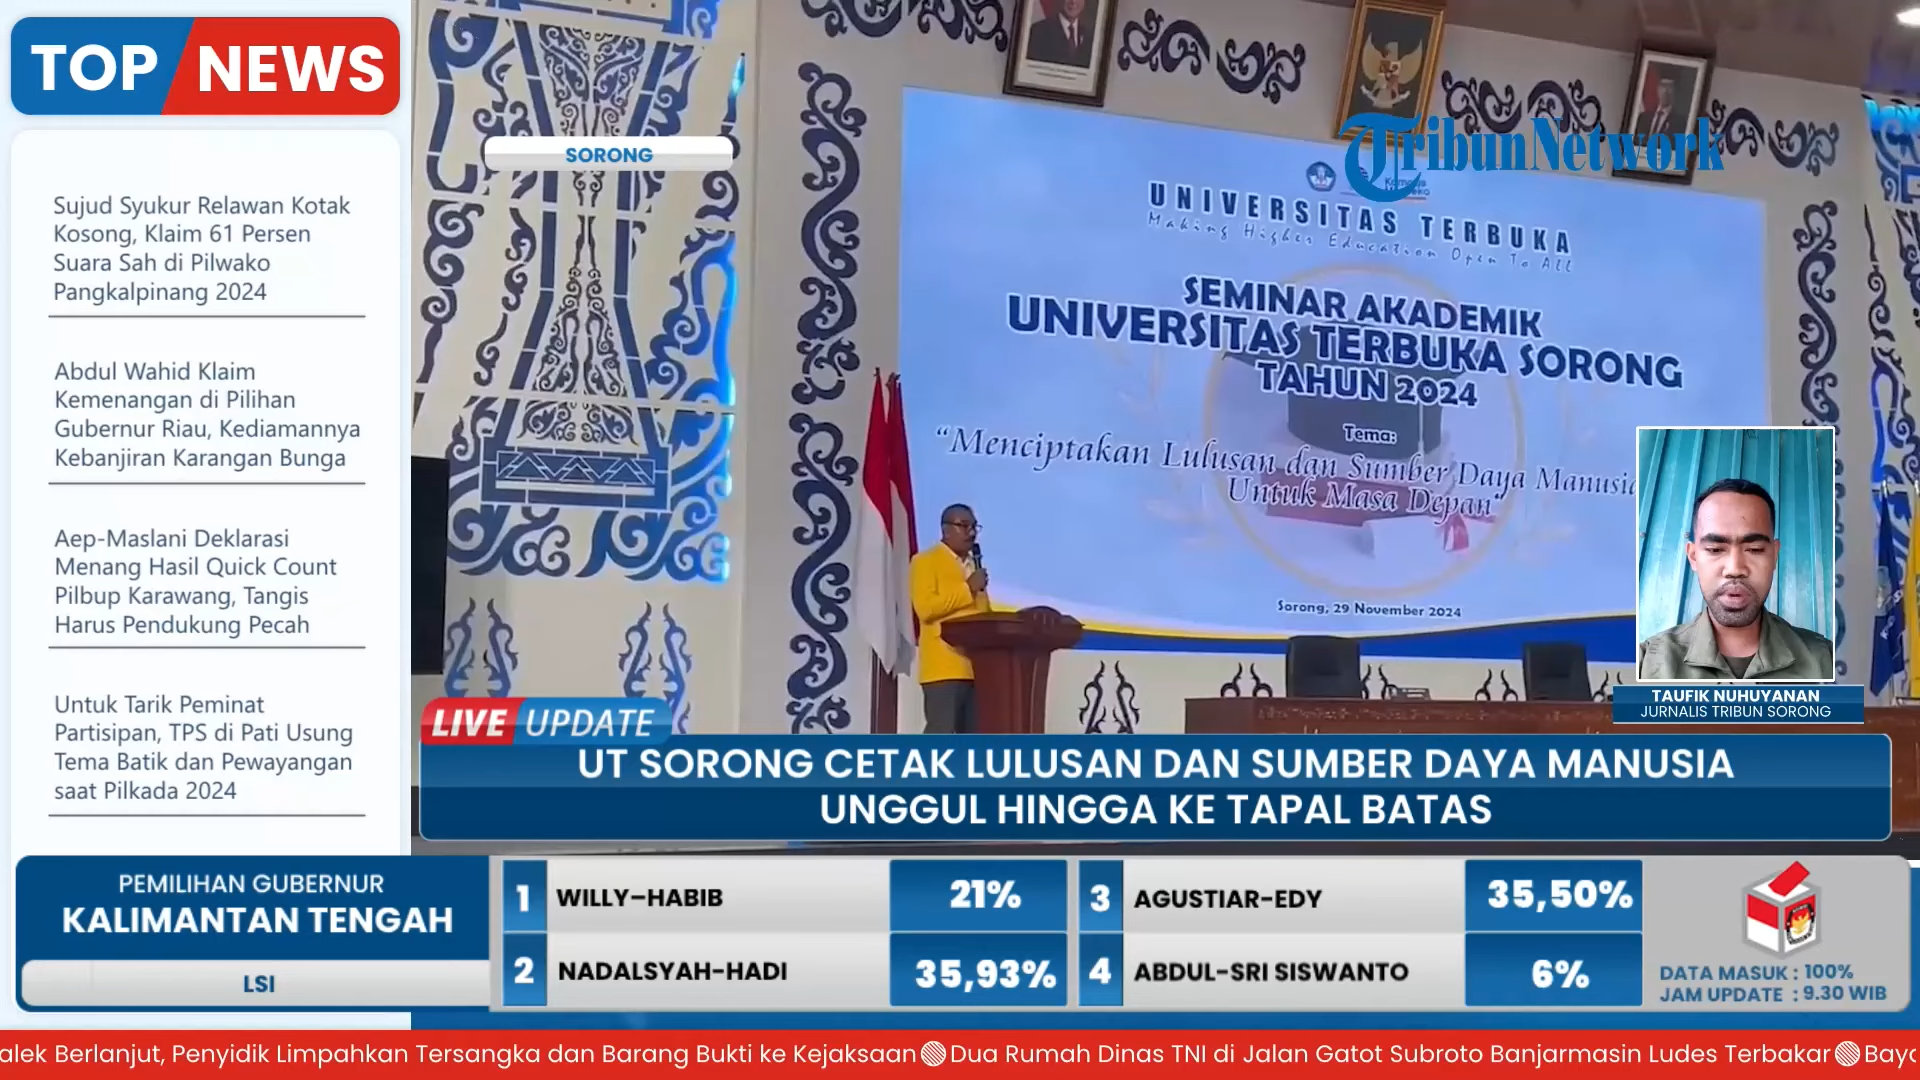 TOP NEWS
Sujud Syukur Relawan Kotak
Kosong, Klaim 61 Persen
Suara Sah di Pilwako
Pangkalpinang 2024
Abdul Wahid Klaim
Kemenangan di Pilihan
Gubernur Riau, Kediamannya
Kebanjiran Karangan Bunga
Aep-Maslani Deklarasi
Menang Hasil Quick Count
Pilbup Karawang, Tangis
Harus Pendukung Pecah
Untuk Tarik Peminat
Partisipan, TPS di Pati Usung
Tema Batik dan Pewayangan
saat Pilkada 2024
SORONG
TribunNetwork
UNIVERSITAS TERBUKA
Making Higher Education Open To All
SEMINAR AKADEMIK
UNIVERSITAS TERBUKA SORONG
TAHUN 2024
Tema:
“Menciptakan Lulusan dan Sumber Daya Manusia
Untuk Masa Depan“
Sorong, 29 November 2024
TAUFIK NUHUYANAN
JURNALIS TRIBUN SORONG
LIVE UPDATE
UT SORONG CETAK LULUSAN DAN SUMBER DAYA MANUSIA
UNGGUL HINGGA KE TAPAL BATAS
PEMILIHAN GUBERNUR
KALIMANTAN TENGAH
LSI
1 WILLY–HABIB 21%
2 NADALSYAH-HADI 35,93%
3 AGUSTIAR-EDY 35,50%
4 ABDUL-SRI SISWANTO 6%
DATA MASUK : 100%
JAM UPDATE : 9.30 WIB
alek Berlanjut, Penyidik Limpahkan Tersangka dan Barang Bukti ke Kejaksaan Dua Rumah Dinas TNI di Jalan Gatot Subroto Banjarmasin Ludes Terbakar Bayo